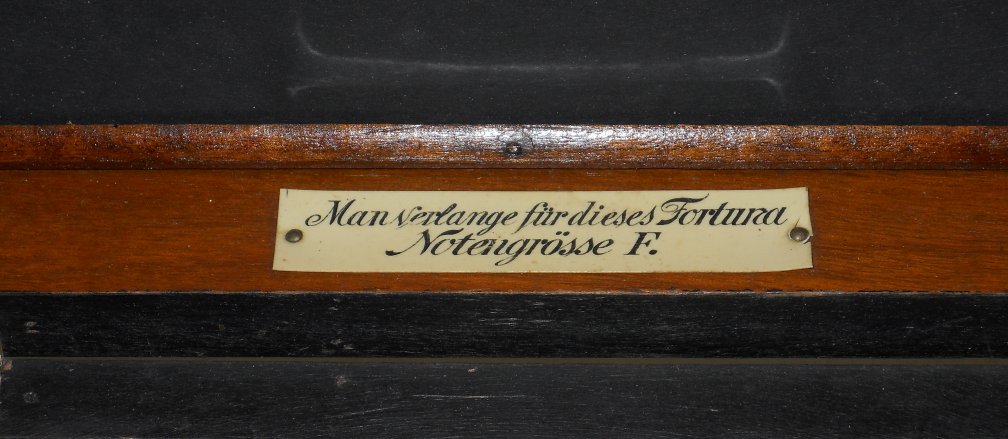 Man verlange für dieses Fortuna
Notengrösse F.